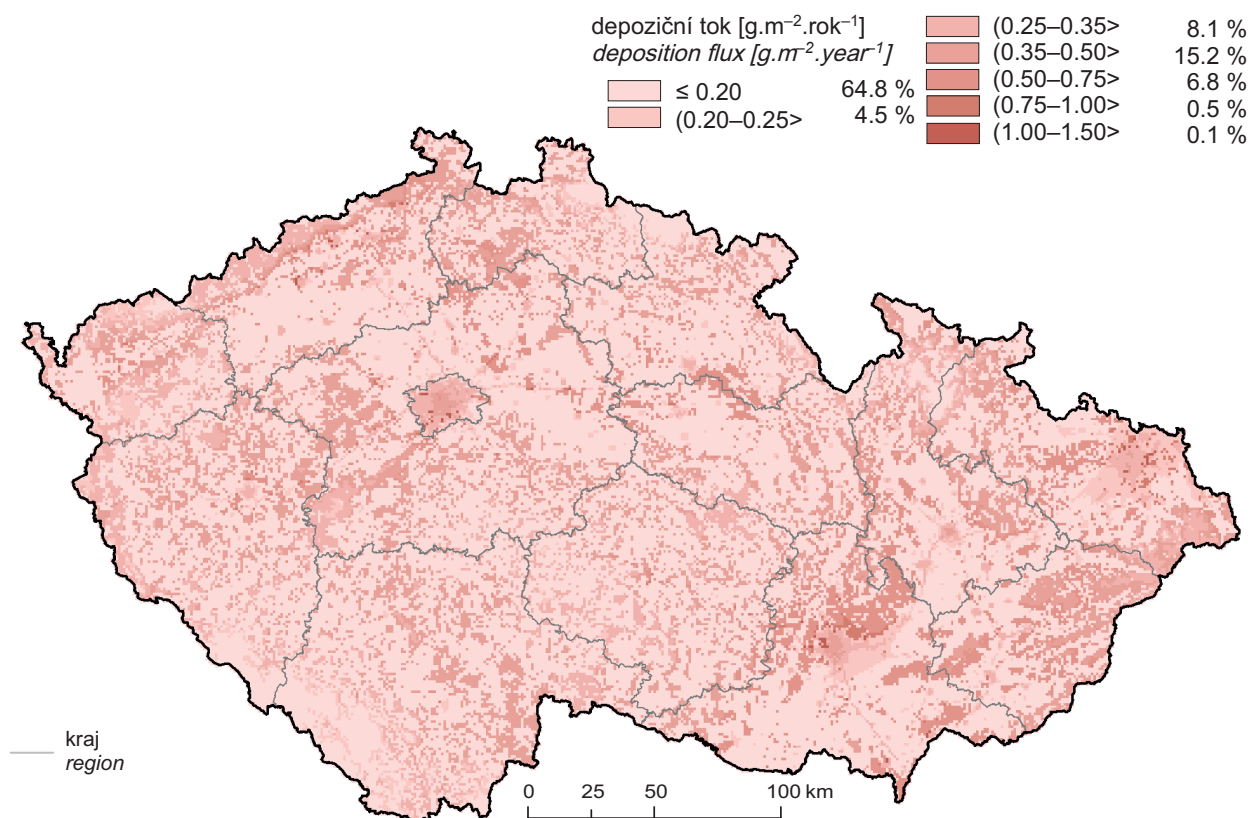 depoziční tok [g.m⁻².rok⁻¹]
deposition flux [g.m⁻².year⁻¹]
≤ 0.20 64.8 %
(0.20–0.25> 4.5 %
(0.25–0.35> 8.1 %
(0.35–0.50> 15.2 %
(0.50–0.75> 6.8 %
(0.75–1.00> 0.5 %
(1.00–1.50> 0.1 %
kraj
region
0 25 50 100 km